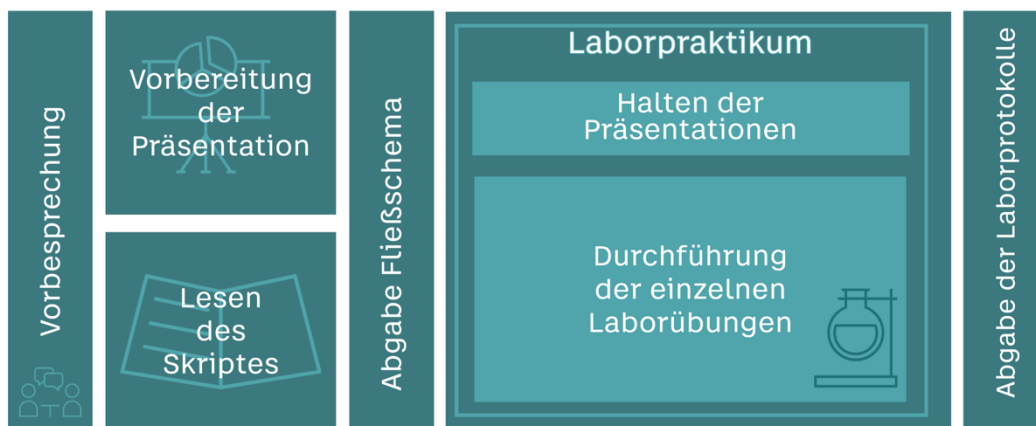 Vorbesprechung
Vorbereitung
der
Präsentation
Lesen
des
Skriptes
Abgabe Fließschema
Laborpraktikum
Halten der
Präsentationen
Durchführung
der einzelnen
Laborübungen
Abgabe der Laborprotokolle